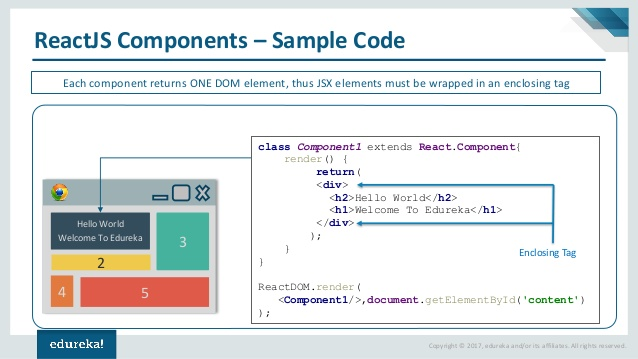 ReactJS Components – Sample Code
Each component returns ONE DOM element, thus JSX elements must be wrapped in an enclosing tag
class Component1 extends React.Component{
render() {
return(
<div>
<h2>Hello World</h2>
<h1>Welcome To Edureka</h1>
</div>
);
}
}
ReactDOM.render(
<Component1/>,document.getElementById('content')
);
Enclosing Tag
Hello World
Welcome To Edureka
3
2
4
5
edureka!
Copyright © 2017, edureka and/or its affiliates. All rights reserved.